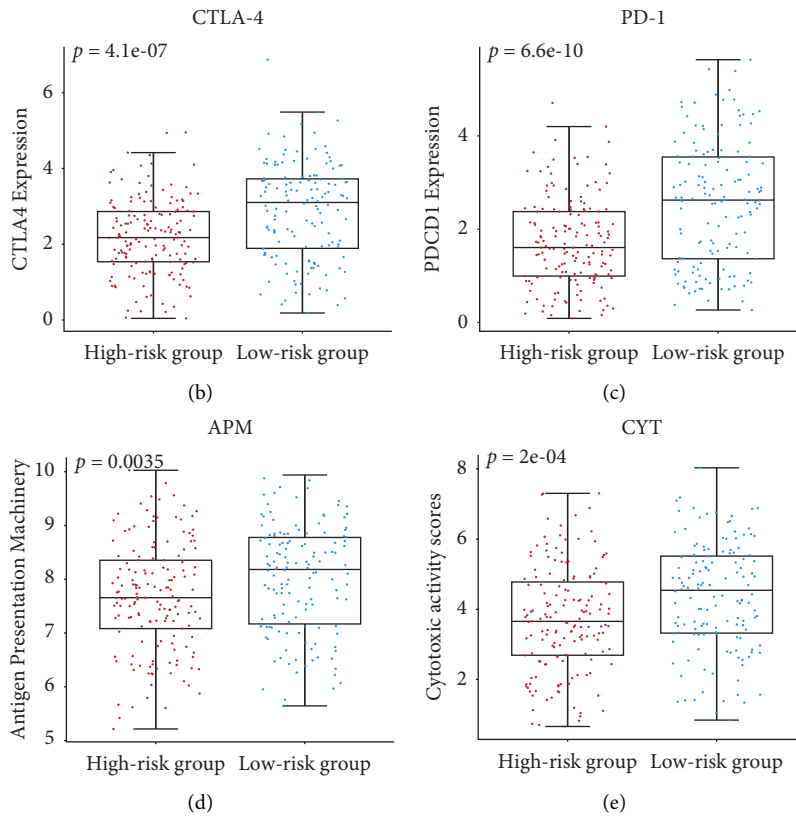 CTLA-4
p = 4.1e-07
CTLA4 Expression
6
4
2
0
High-risk group Low-risk group
(b)
PD-1
p = 6.6e-10
PDCD1 Expression
4
2
0
High-risk group Low-risk group
(c)
APM
p = 0.0035
Antigen Presentation Machinery
10
9
8
7
6
5
High-risk group Low-risk group
(d)
CYT
p = 2e-04
Cytotoxic activity scores
8
6
4
2
High-risk group Low-risk group
(e)